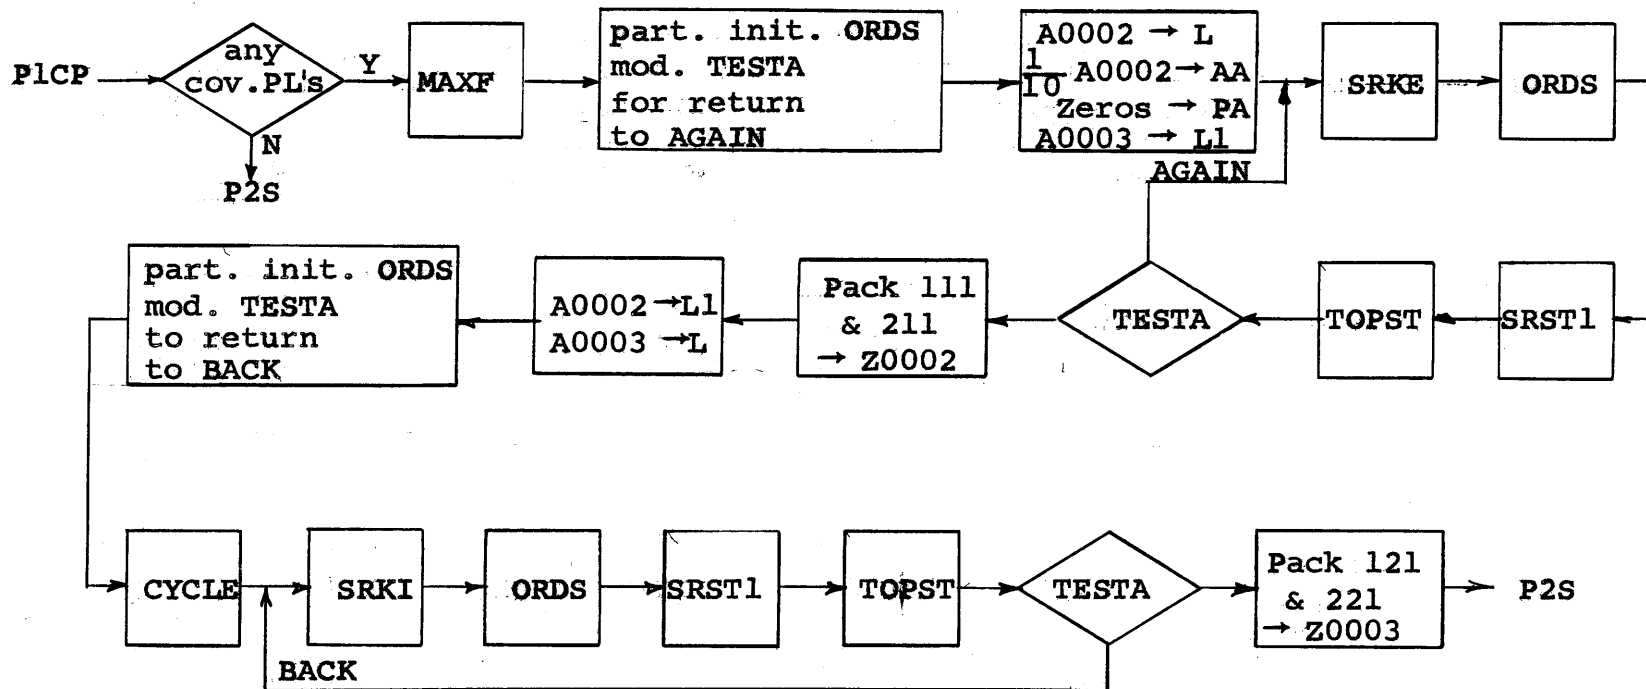 P1CP
any
cov.PL's
Y
N
P2S
MAXF
part. init. ORDS
mod. TESTA
for return
to AGAIN
A0002 → L
1/10 A0002 → AA
Zeros → PA
A0003 → L1
AGAIN
SRKE
ORDS
part. init. ORDS
mod. TESTA
to return
to BACK
A0002 → L1
A0003 → L
Pack 111
& 211
→ Z0002
TESTA
TOPST
SRST1
CYCLE
SRKI
ORDS
SRST1
TOPST
TESTA
Pack 121
& 221
→ Z0003
P2S
BACK